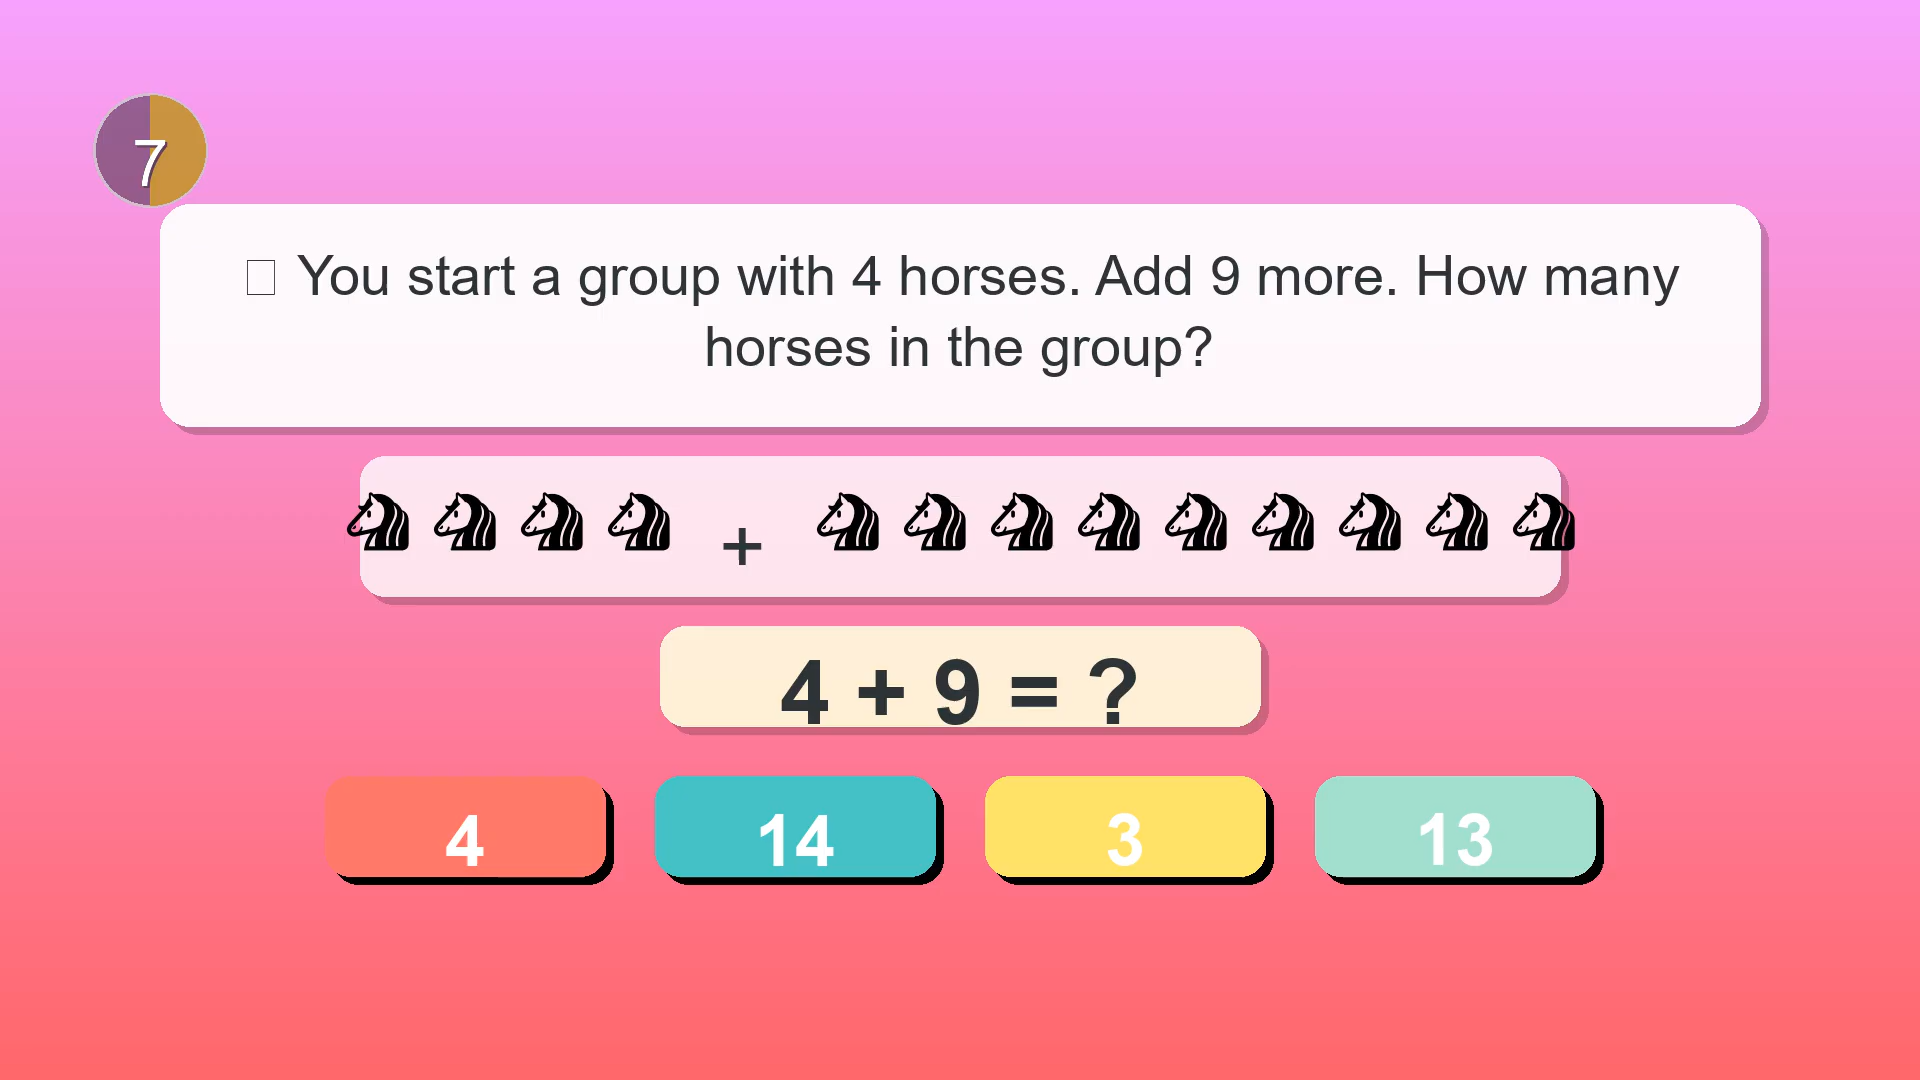 7
You start a group with 4 horses. Add 9 more. How many
horses in the group?
+
4 + 9 = ?
4 14 3 13